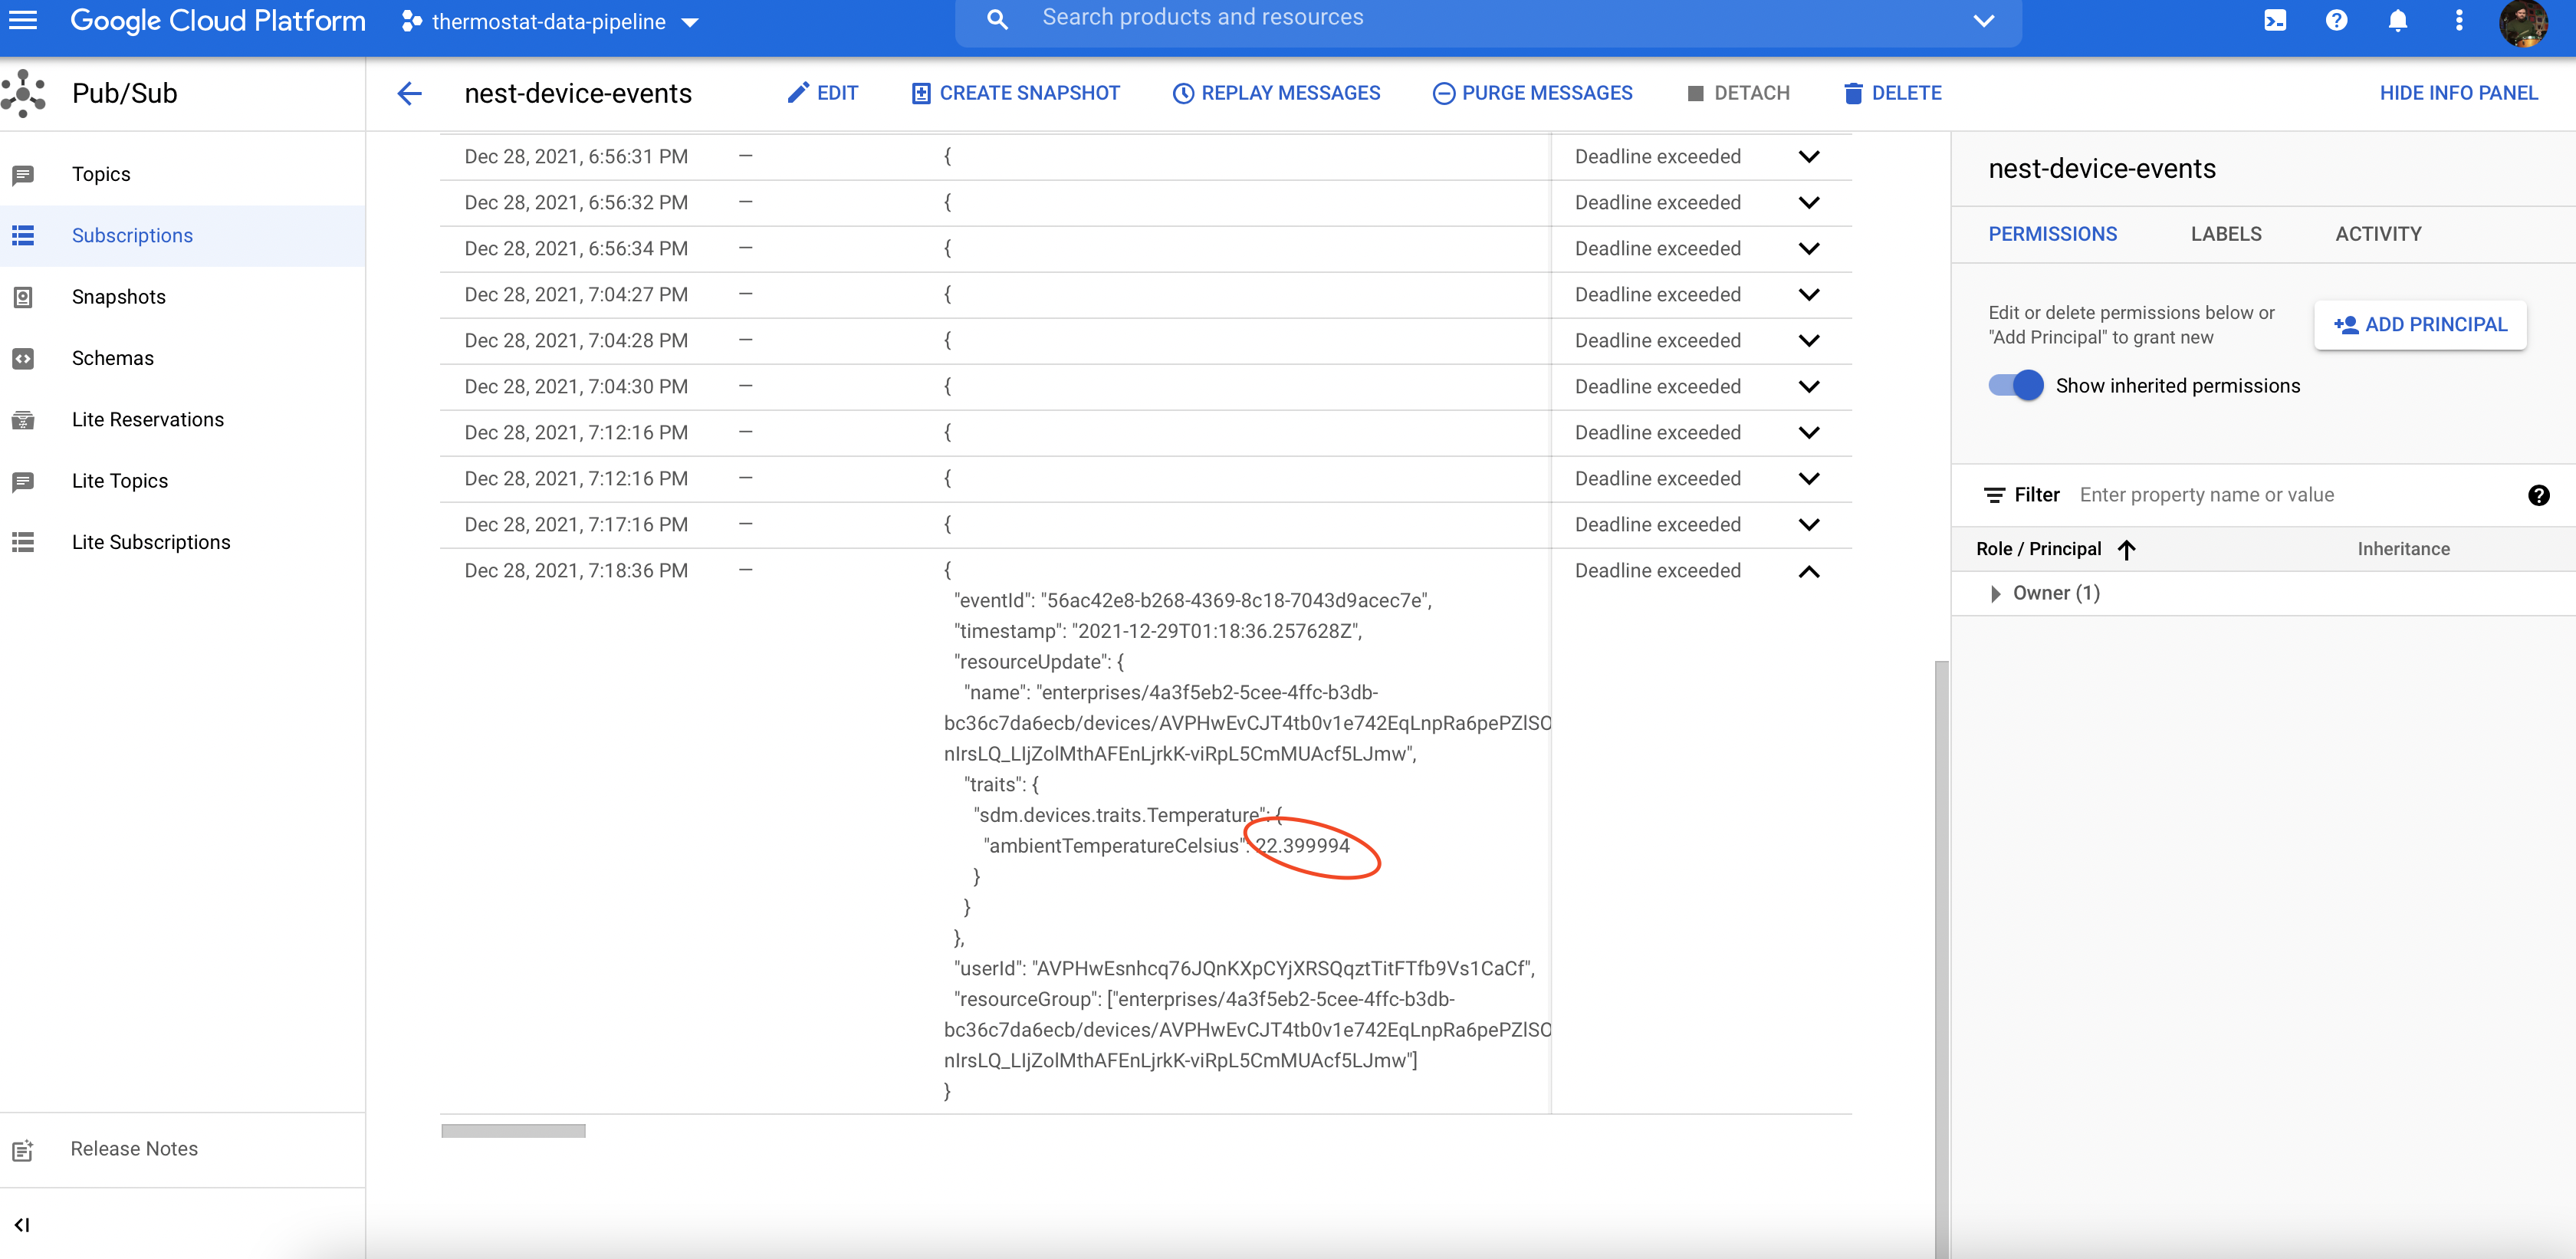 Google Cloud Platform
thermostat-data-pipeline
Search products and resources
Pub/Sub
nest-device-events
EDIT
CREATE SNAPSHOT
REPLAY MESSAGES
PURGE MESSAGES
DETACH
DELETE
HIDE INFO PANEL
Topics
Subscriptions
Snapshots
Schemas
Lite Reservations
Lite Topics
Lite Subscriptions
Release Notes
Dec 28, 2021, 6:56:31 PM — { Deadline exceeded
Dec 28, 2021, 6:56:32 PM — { Deadline exceeded
Dec 28, 2021, 6:56:34 PM — { Deadline exceeded
Dec 28, 2021, 7:04:27 PM — { Deadline exceeded
Dec 28, 2021, 7:04:28 PM — { Deadline exceeded
Dec 28, 2021, 7:04:30 PM — { Deadline exceeded
Dec 28, 2021, 7:12:16 PM — { Deadline exceeded
Dec 28, 2021, 7:12:16 PM — { Deadline exceeded
Dec 28, 2021, 7:17:16 PM — { Deadline exceeded
Dec 28, 2021, 7:18:36 PM — { Deadline exceeded
"eventId": "56ac42e8-b268-4369-8c18-7043d9acec7e",
"timestamp": "2021-12-29T01:18:36.257628Z",
"resourceUpdate": {
"name": "enterprises/4a3f5eb2-5cee-4ffc-b3db-
bc36c7da6ecb/devices/AVPHwEvCJT4tb0v1e742EqLnpRa6pePZlSO
nIrsLQ_LIjZolMthAFEnLjrkK-viRpL5CmMUAcf5LJmw",
"traits": {
"sdm.devices.traits.Temperature": {
"ambientTemperatureCelsius": 22.399994
}
}
},
"userId": "AVPHwEsnhcq76JQnKXpCYjXRSQqztTitFTfb9Vs1CaCf",
"resourceGroup": ["enterprises/4a3f5eb2-5cee-4ffc-b3db-
bc36c7da6ecb/devices/AVPHwEvCJT4tb0v1e742EqLnpRa6pePZlSO
nIrsLQ_LIjZolMthAFEnLjrkK-viRpL5CmMUAcf5LJmw"]
}
nest-device-events
PERMISSIONS
LABELS
ACTIVITY
Edit or delete permissions below or
"Add Principal" to grant new
ADD PRINCIPAL
Show inherited permissions
Filter Enter property name or value
Role / Principal Inheritance
Owner (1)